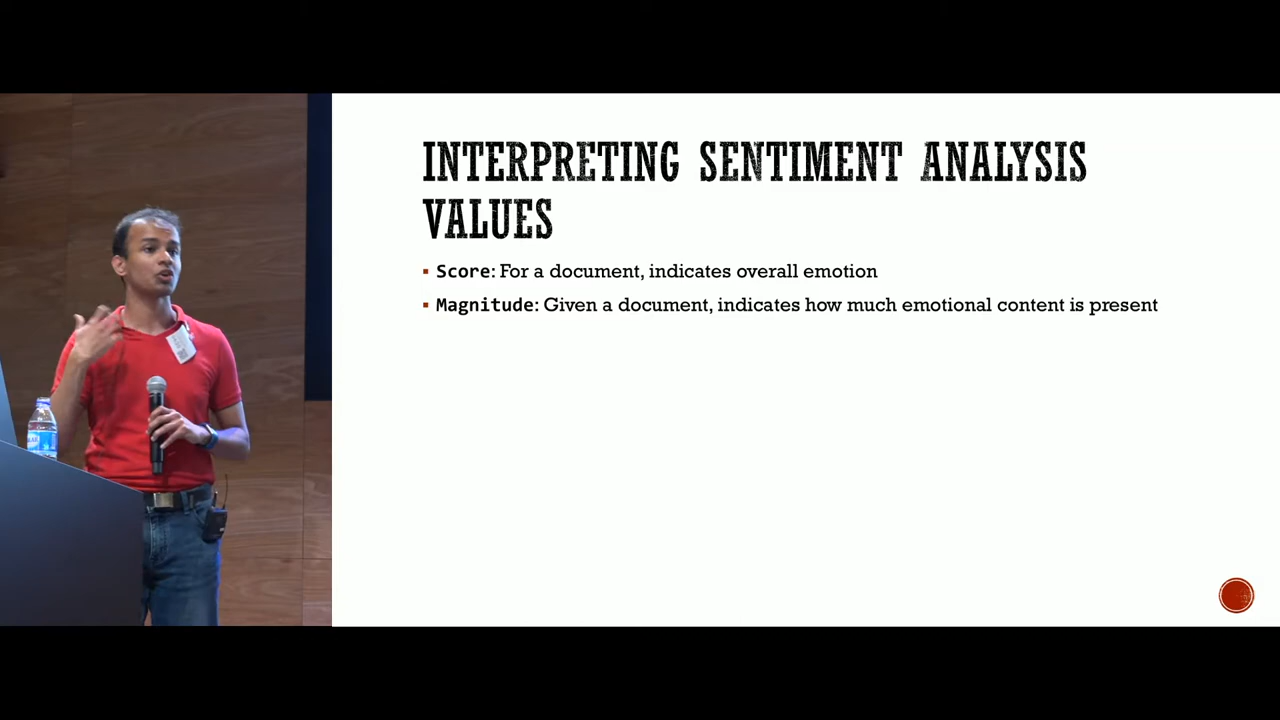 INTERPRETING SENTIMENT ANALYSIS
VALUES
▪ Score: For a document, indicates overall emotion
▪ Magnitude: Given a document, indicates how much emotional content is present